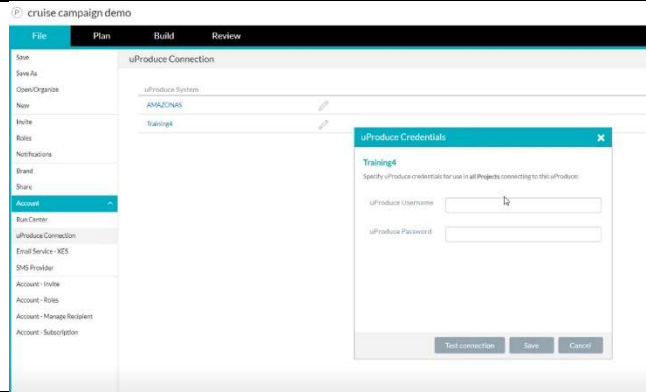 P cruise campaign demo
File Plan Build Review
Save
Save As
Open/Organize
New
Invite
Roles
Notifications
Brand
Share
Account
Run Center
uProduce Connection
Email Service - XES
SMS Provider
Account - Invite
Account - Roles
Account - Manage Recipient
Account - Subscription
uProduce Connection
uProduce System
AMAZONAS
Training4
uProduce Credentials
Training4
Specify uProduce credentials for use in all Projects connecting to this uProduce:
uProduce Username
uProduce Password
Test connection Save Cancel